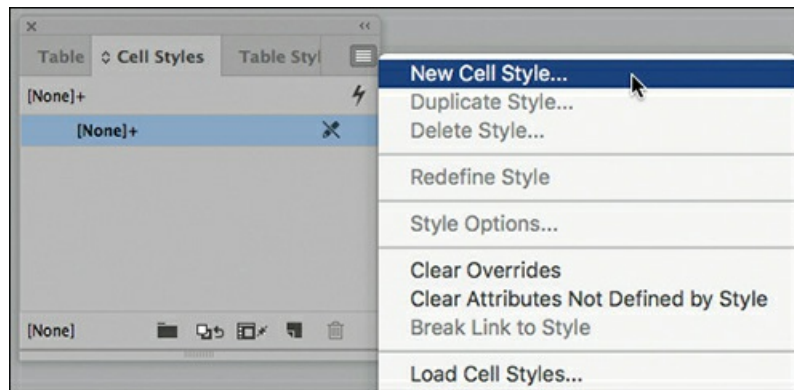 Table
Cell Styles
Table Styl
[None]+
[None]+
[None]
New Cell Style...
Duplicate Style...
Delete Style...
Redefine Style
Style Options...
Clear Overrides
Clear Attributes Not Defined by Style
Break Link to Style
Load Cell Styles...